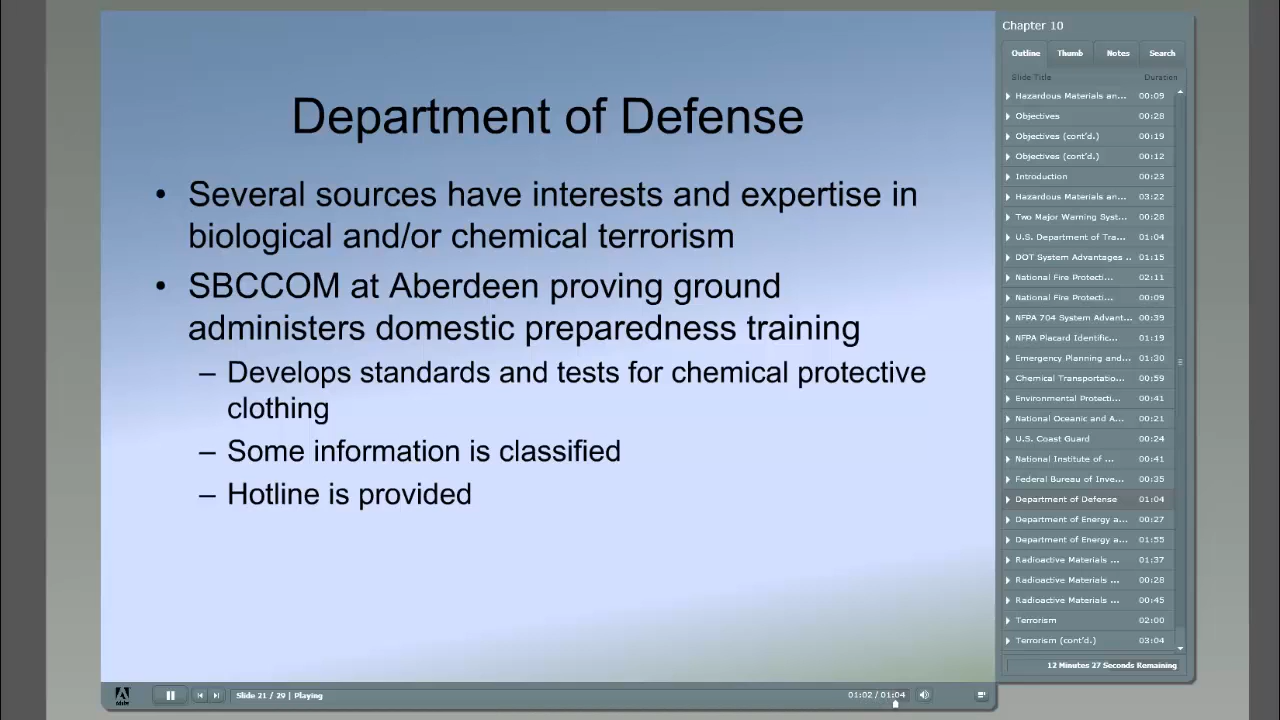 Department of Defense
• Several sources have interests and expertise in
biological and/or chemical terrorism
• SBCCOM at Aberdeen proving ground
administers domestic preparedness training
– Develops standards and tests for chemical protective
clothing
– Some information is classified
– Hotline is provided
Chapter 10
Outline Thumb Notes Search
Slide Title Duration
Hazardous Materials an... 00:09
Objectives 00:28
Objectives (cont'd.) 00:19
Objectives (cont'd.) 00:12
Introduction 00:23
Hazardous Materials an... 03:22
Two Major Warning Syst... 00:28
U.S. Department of Tra... 01:04
DOT System Advantages .. 01:15
National Fire Protecti... 02:11
National Fire Protecti... 00:09
NFPA 704 System Advant... 00:39
NFPA Placard Identific... 01:19
Emergency Planning and... 01:30
Chemical Transportatio... 00:59
Environmental Protecti... 00:41
National Oceanic and A... 00:21
U.S. Coast Guard 00:24
National Institute of ... 00:41
Federal Bureau of Inve... 00:35
Department of Defense 01:04
Department of Energy a... 00:27
Department of Energy a... 01:55
Radioactive Materials ... 01:37
Radioactive Materials ... 00:28
Radioactive Materials ... 00:45
Terrorism 02:00
Terrorism (cont'd.) 03:04
12 Minutes 27 Seconds Remaining
Adobe
Slide 21 / 29 | Playing
01:02 / 01:04